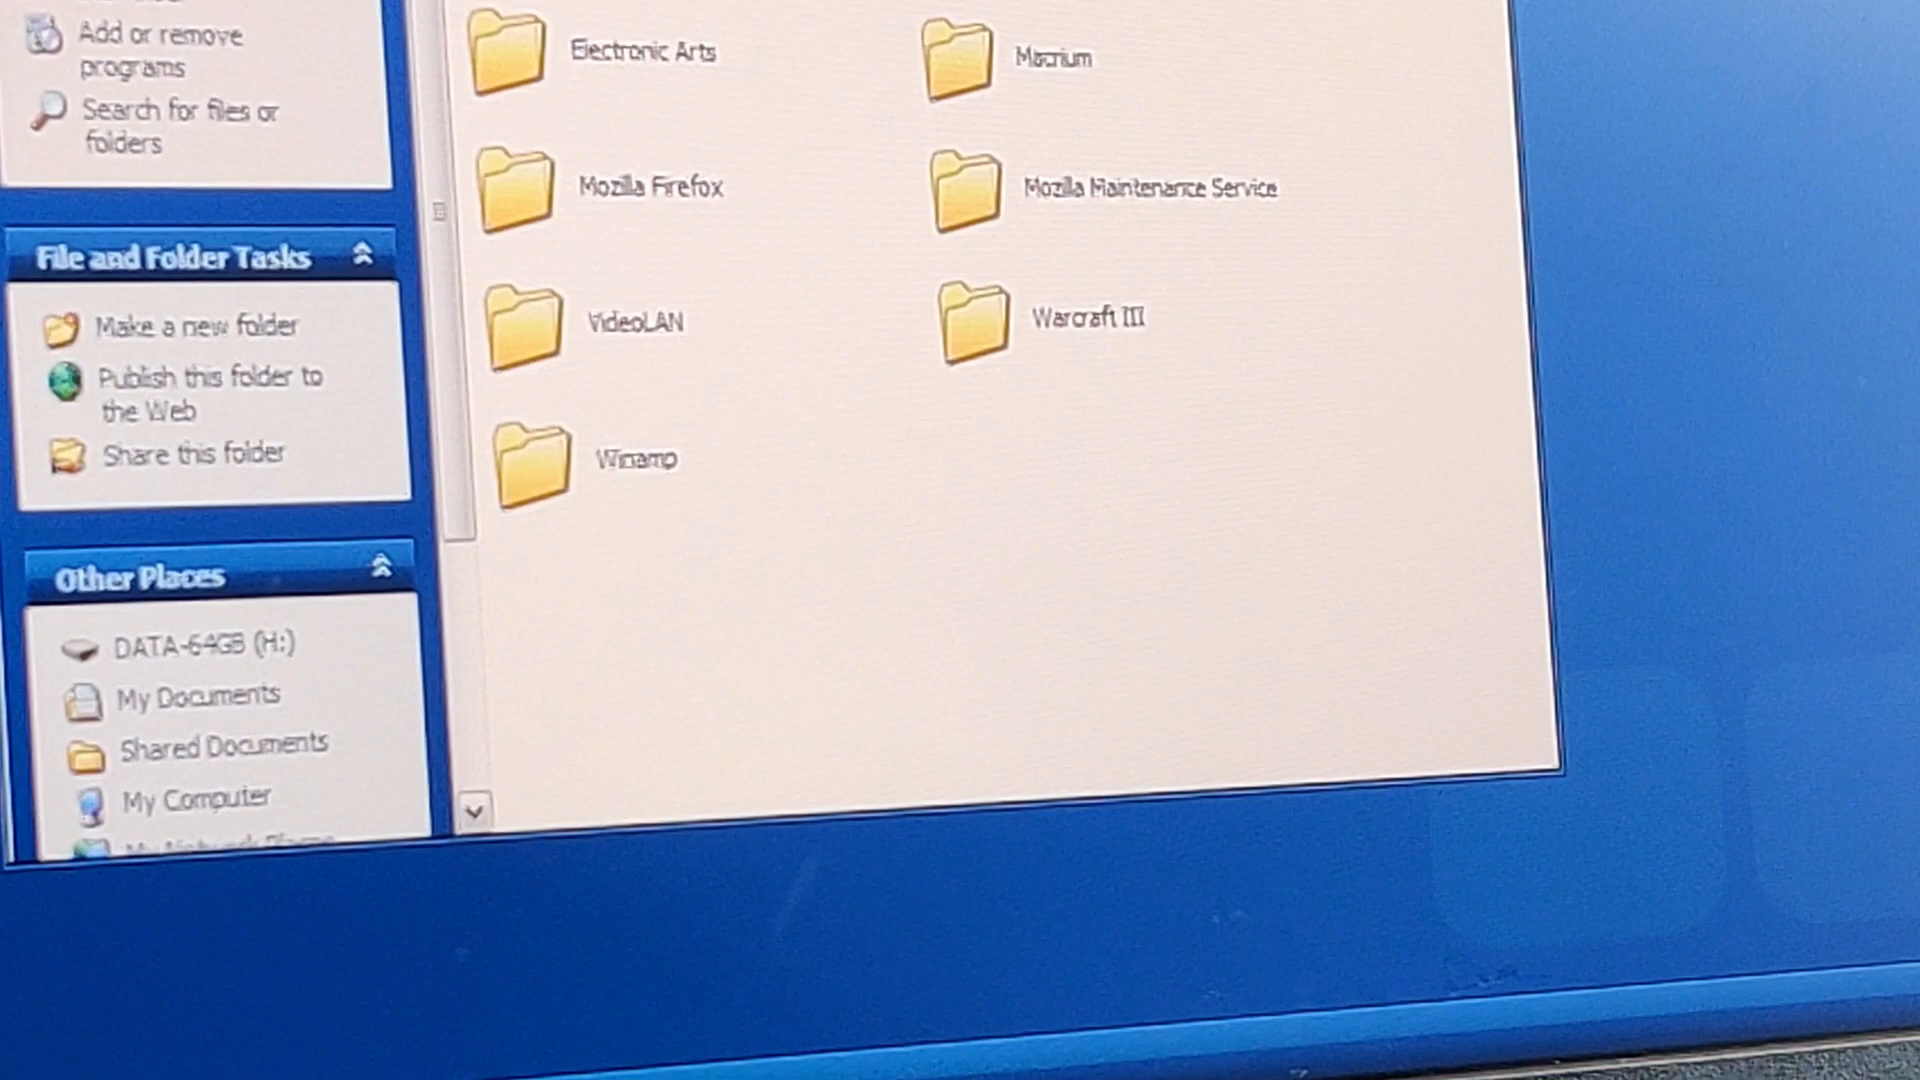 Add or remove
programs
Search for files or
folders
File and Folder Tasks
Make a new folder
Publish this folder to
the Web
Share this folder
Other Places
DATA-64GB (H:)
My Documents
Shared Documents
My Computer
Electronic Arts
Macrium
Mozilla Firefox
Mozilla Maintenance Service
VideoLAN
Warcraft III
Winamp